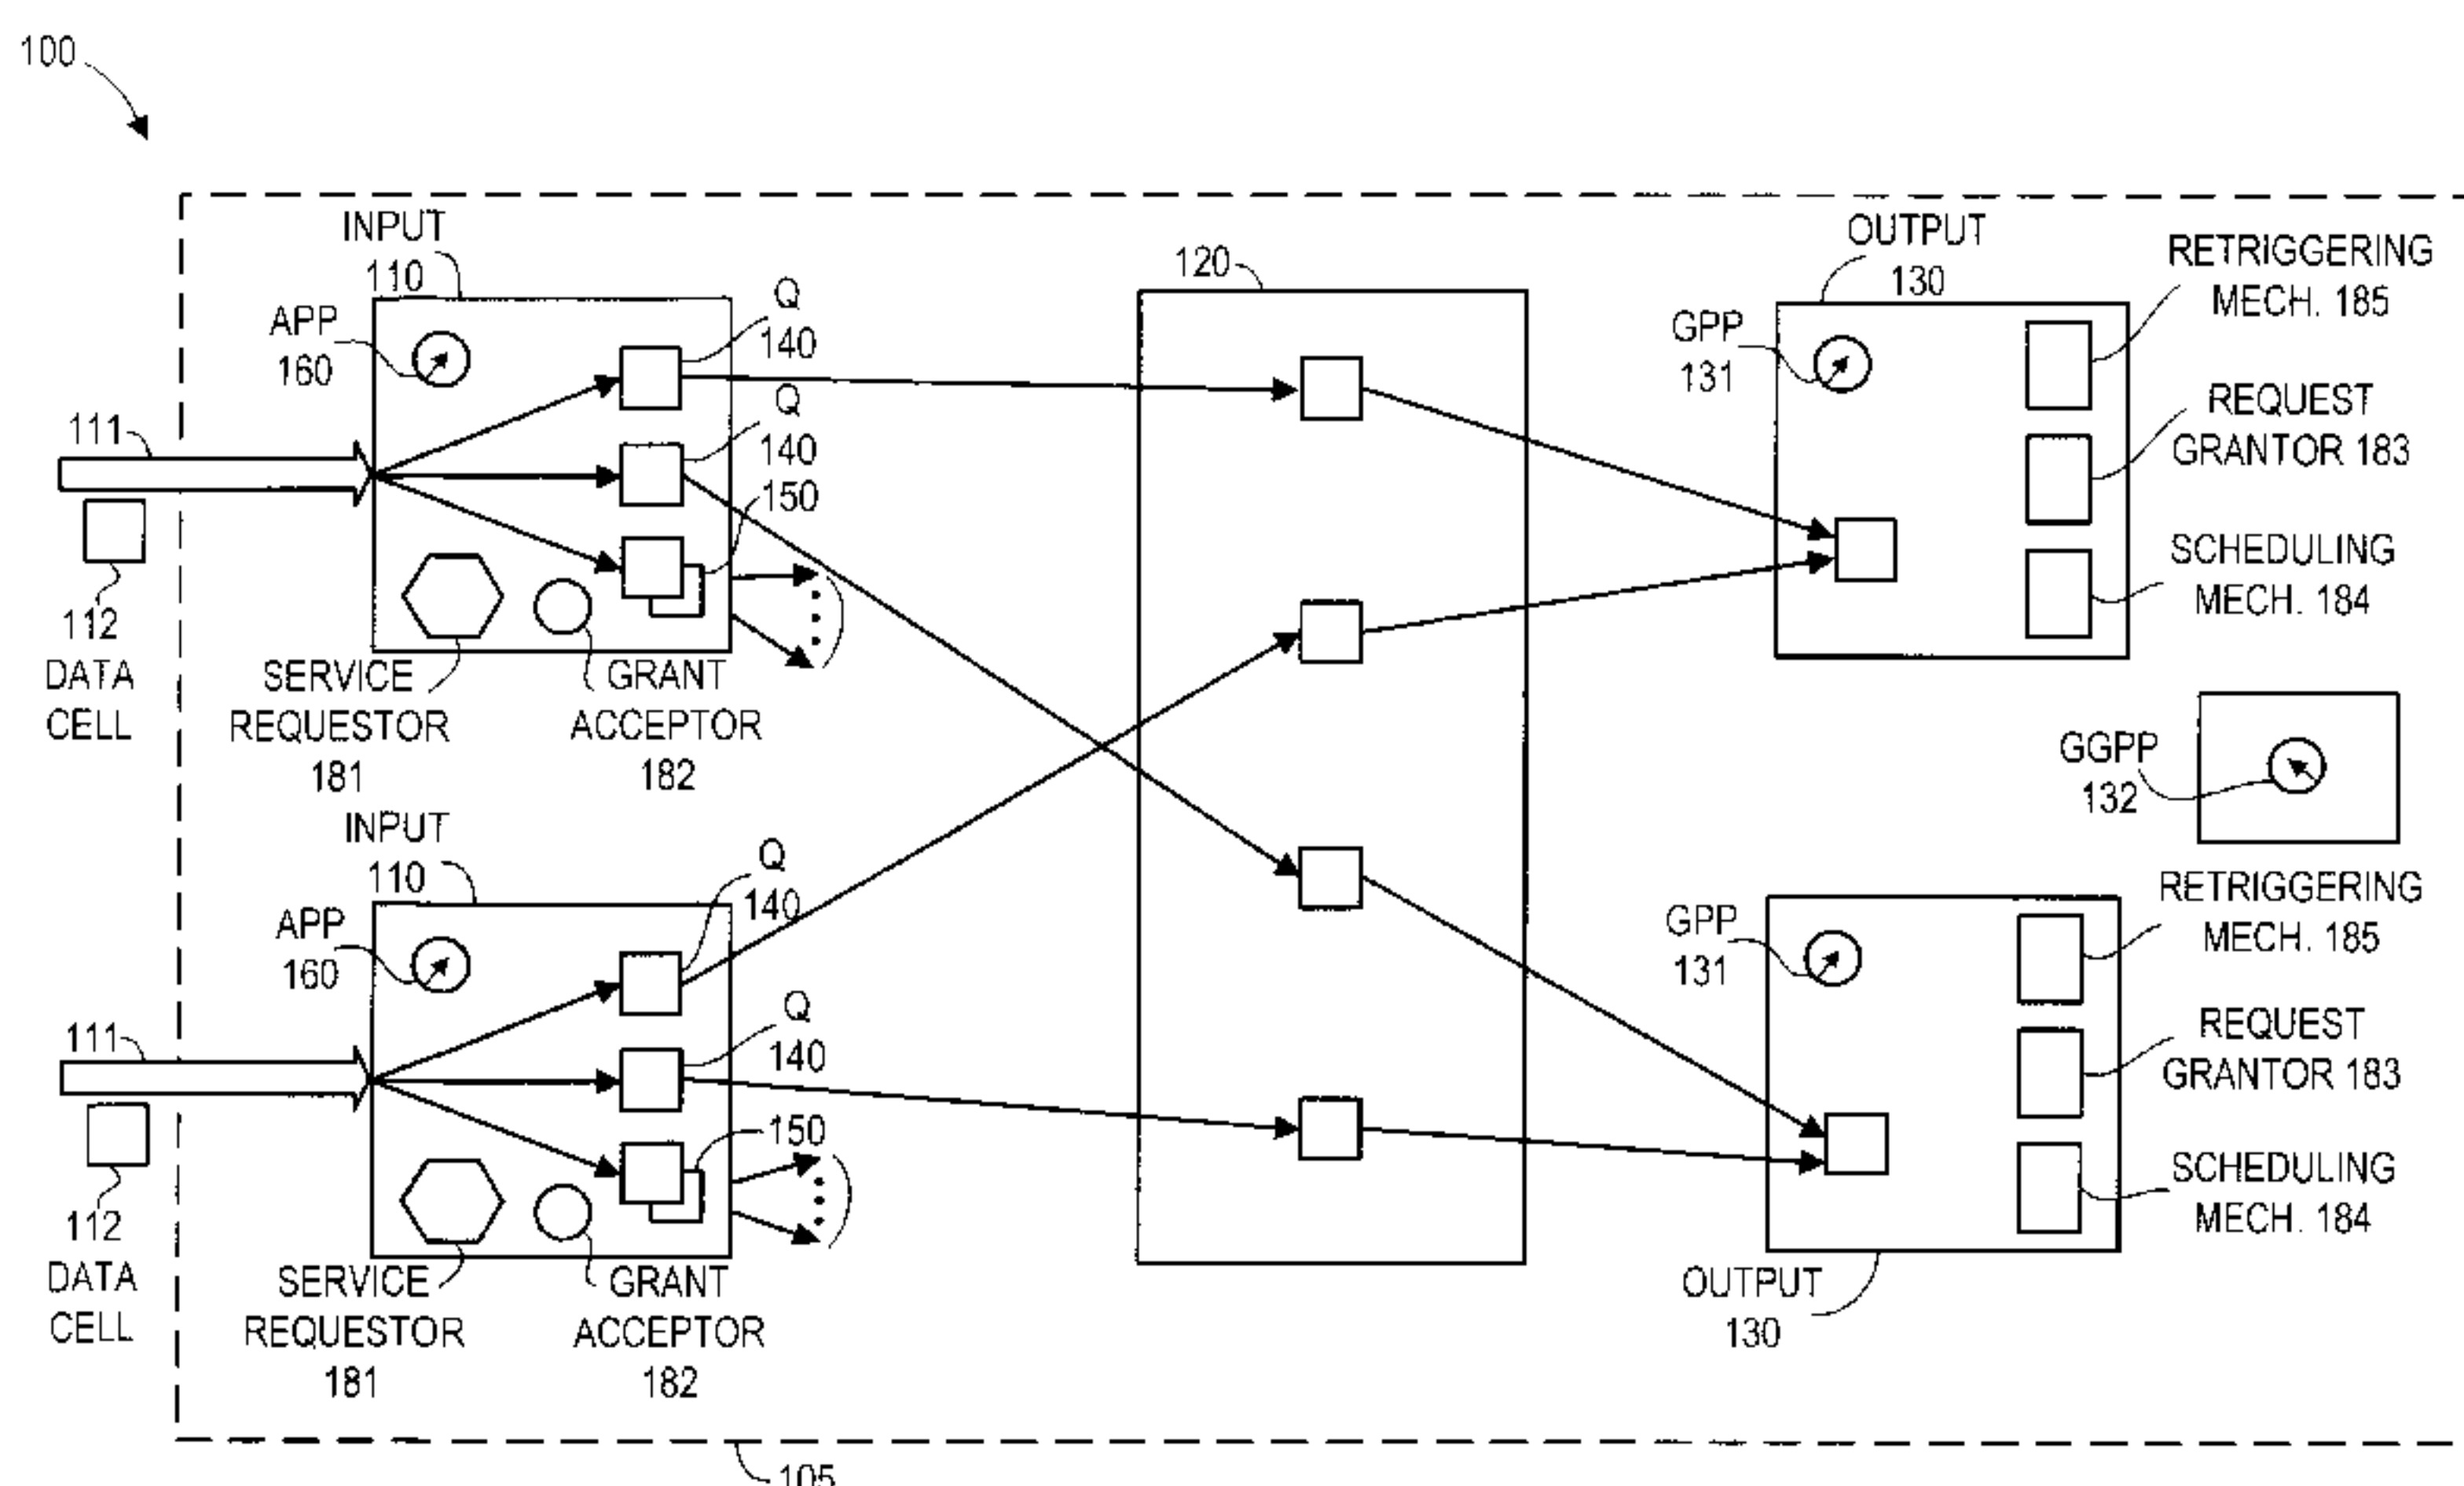 100
INPUT
110
APP
160
Q
140
Q
140
150
111
112
DATA
CELL
SERVICE
REQUESTOR
181
GRANT
ACCEPTOR
182
120
OUTPUT
130
GPP
131
RETRIGGERING
MECH. 185
REQUEST
GRANTOR 183
SCHEDULING
MECH. 184
GGPP
132
INPUT
110
APP
160
Q
140
Q
140
150
111
112
DATA
CELL
SERVICE
REQUESTOR
181
GRANT
ACCEPTOR
182
GPP
131
RETRIGGERING
MECH. 185
REQUEST
GRANTOR 183
SCHEDULING
MECH. 184
OUTPUT
130
105